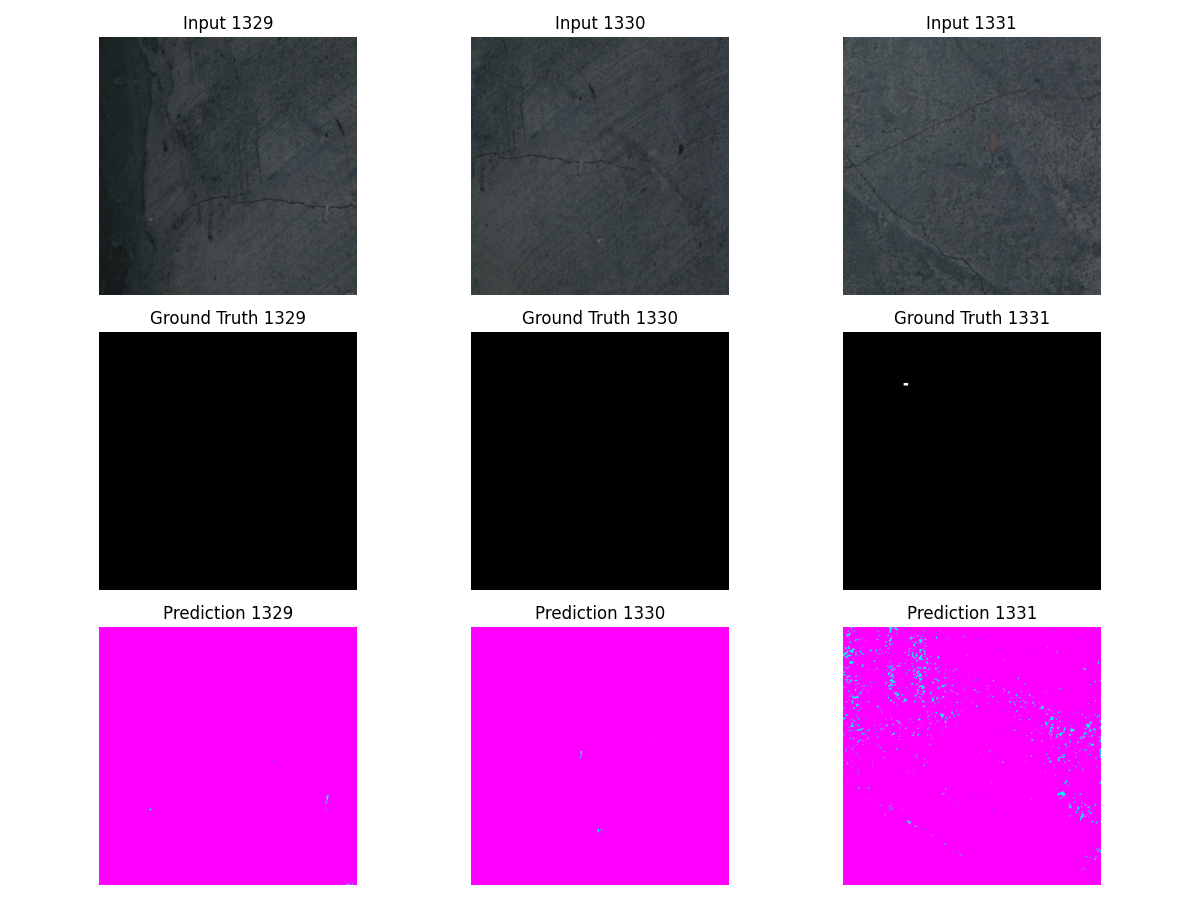 Input 1329
Input 1330
Input 1331
Ground Truth 1329
Ground Truth 1330
Ground Truth 1331
Prediction 1329
Prediction 1330
Prediction 1331